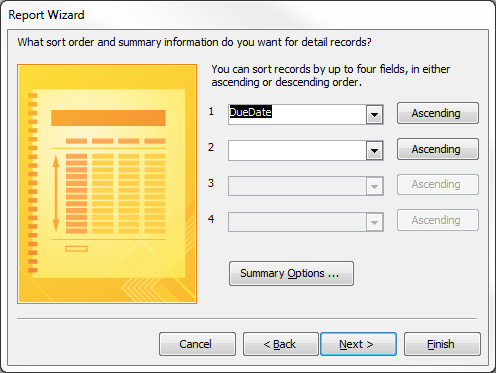 Report Wizard
What sort order and summary information do you want for detail records?
You can sort records by up to four fields, in either
ascending or descending order.
1 DueDate Ascending
2 Ascending
3 Ascending
4 Ascending
Summary Options ...
Cancel < Back Next > Finish